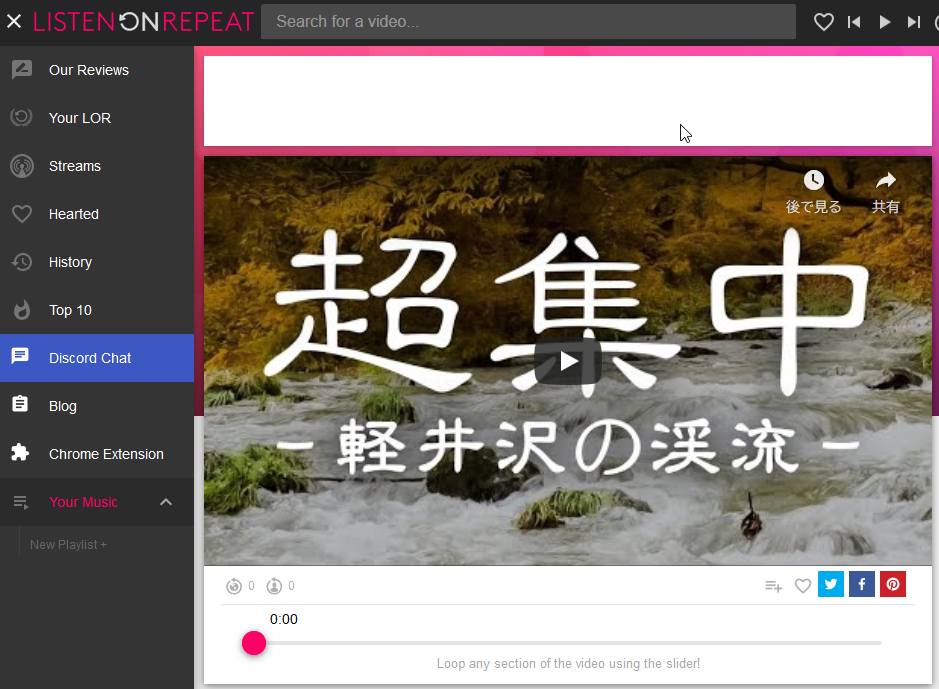 LISTEN ON REPEAT
Search for a video...
Our Reviews
Your LOR
Streams
Hearted
History
Top 10
Discord Chat
Blog
Chrome Extension
Your Music
New Playlist +
後で見る
共有
超集中
-軽井沢の渓流-
0
0
0:00
Loop any section of the video using the slider!